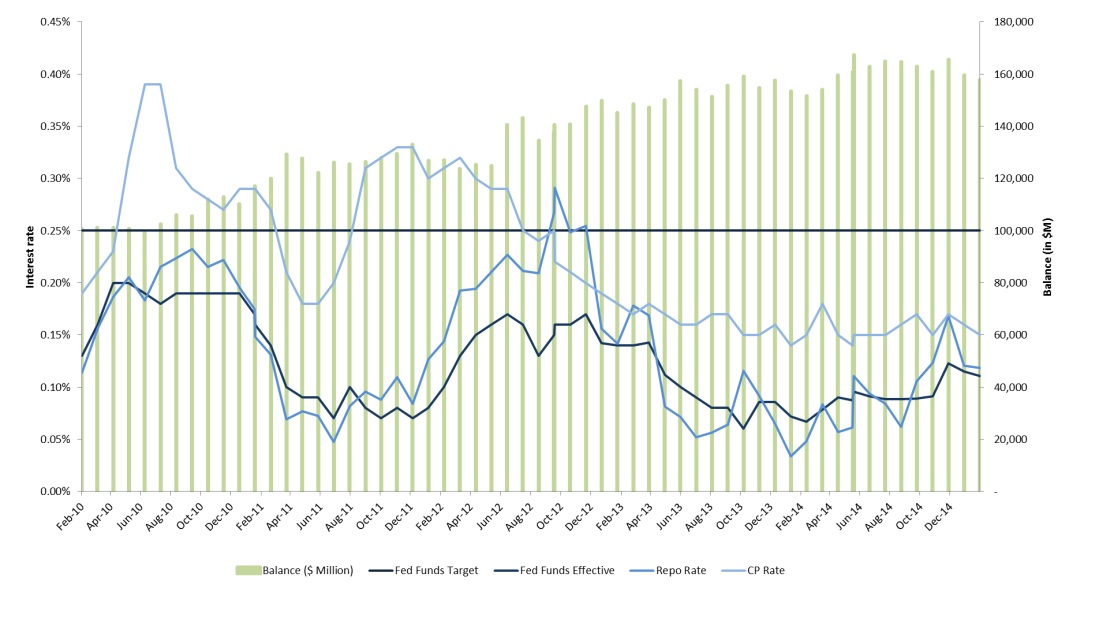 0.45%
0.40%
0.35%
0.30%
0.25%
0.20%
0.15%
0.10%
0.05%
0.00%
Interest rate
180,000
160,000
140,000
120,000
100,000
80,000
60,000
40,000
20,000
-
Balance (in $M)
Feb-10
Apr-10
Jun-10
Aug-10
Oct-10
Dec-10
Feb-11
Apr-11
Jun-11
Aug-11
Oct-11
Dec-11
Feb-12
Apr-12
Jun-12
Aug-12
Oct-12
Dec-12
Feb-13
Apr-13
Jun-13
Aug-13
Oct-13
Dec-13
Feb-14
Apr-14
Jun-14
Aug-14
Oct-14
Dec-14
Balance ($ Million) Fed Funds Target Fed Funds Effective Repo Rate CP Rate